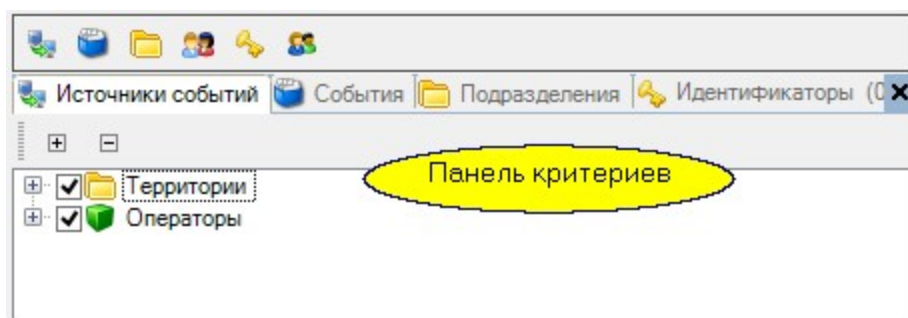 Источники событий События Подразделения Идентификаторы (0
Панель критериев
Территории
Операторы